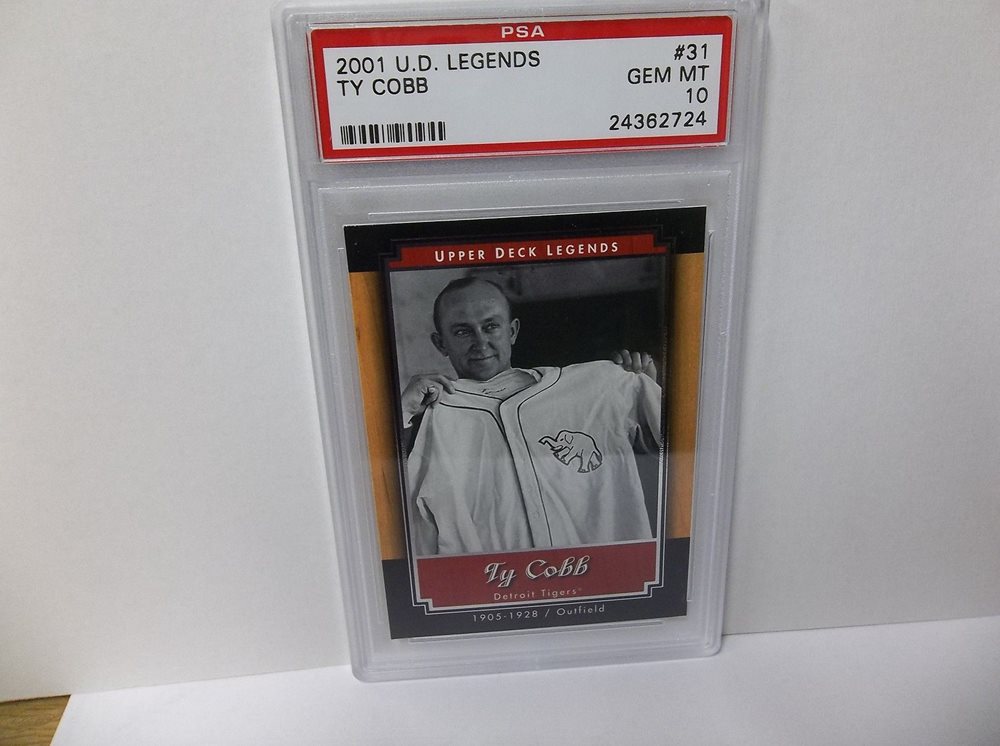 PSA
2001 U.D. LEGENDS #31
TY COBB GEM MT
10
24362724
UPPER DECK LEGENDS
Ty Cobb
Detroit Tigers™
1905-1928 / Outfield